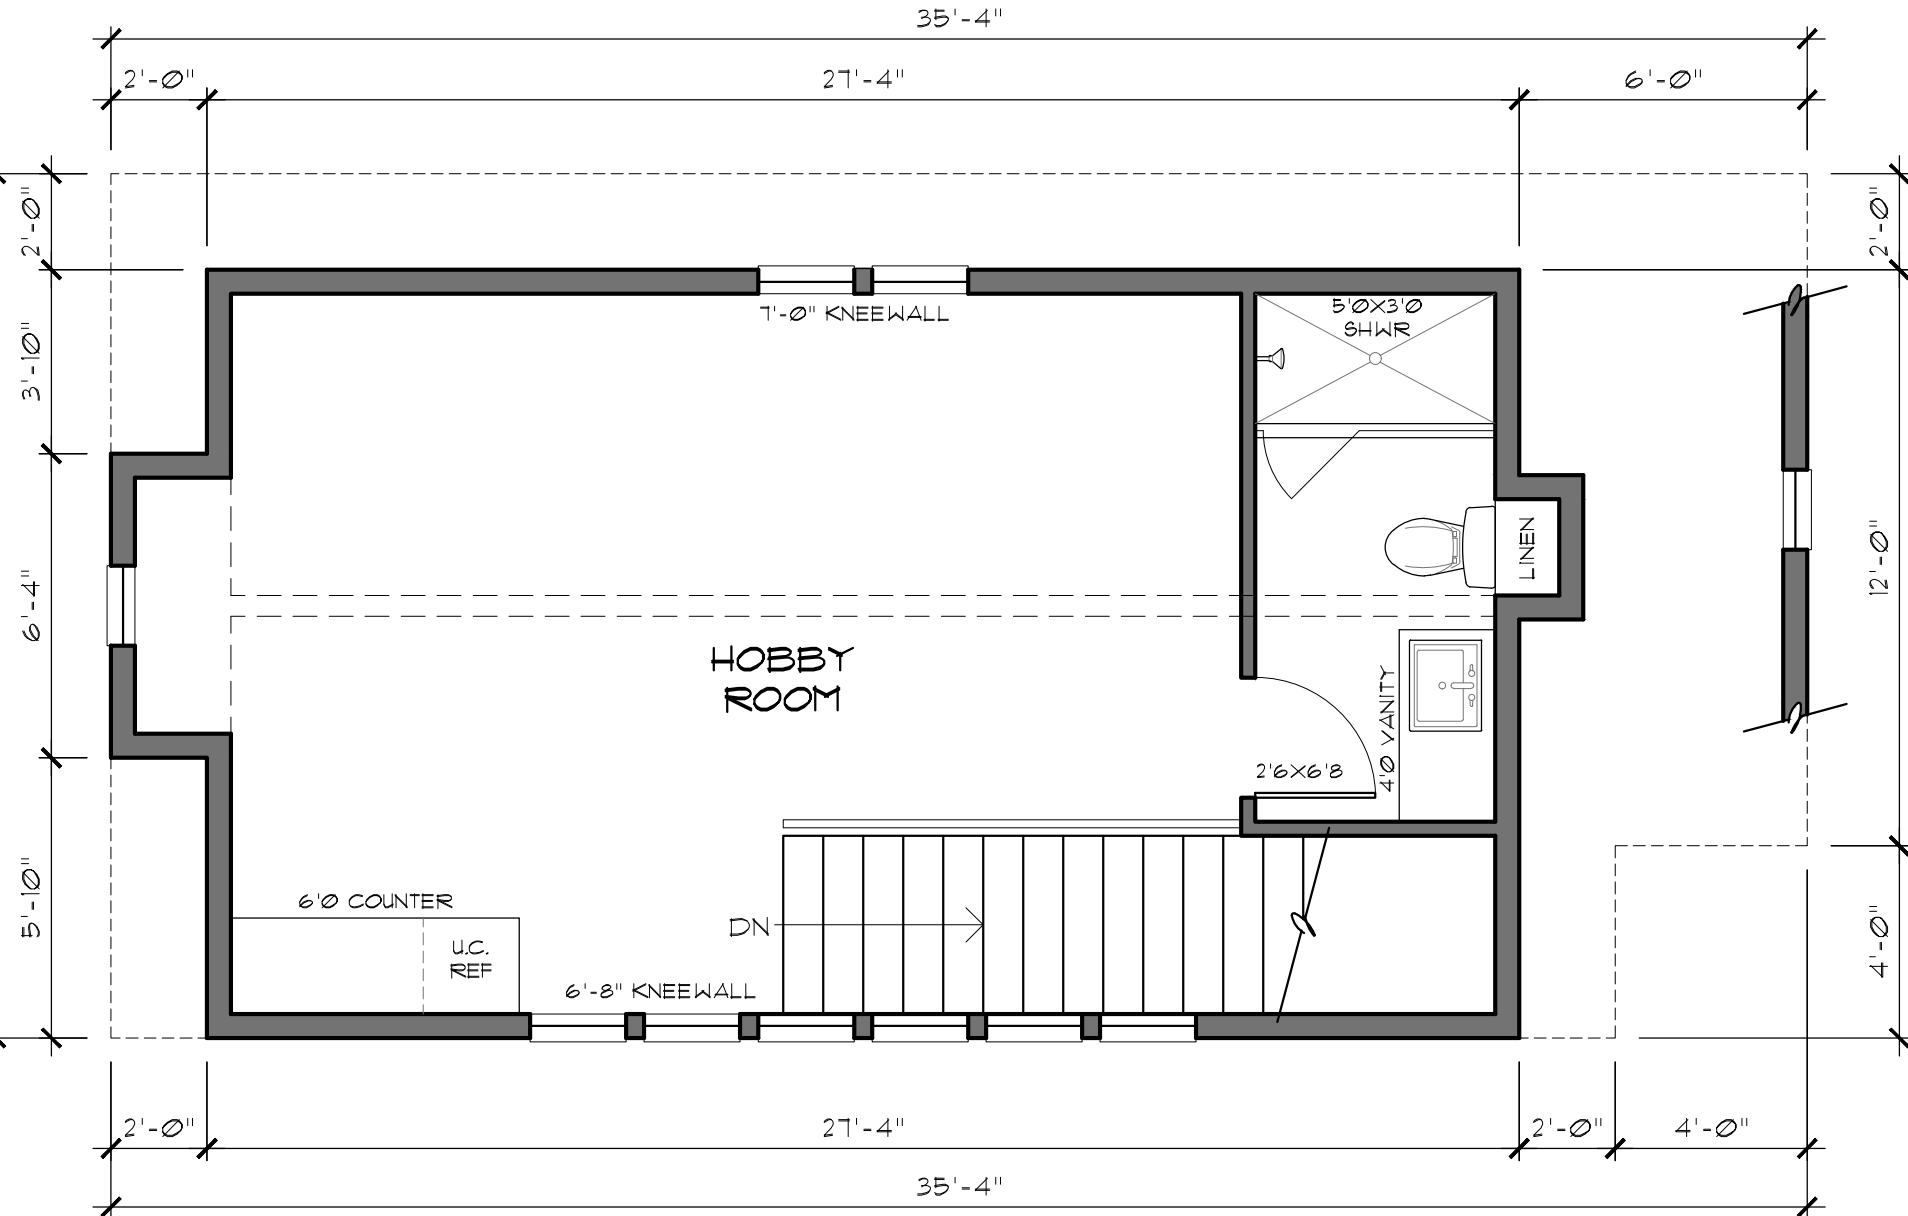 35'-4"
2'-0"
27'-4"
6'-0"
2'-0"
2'-0"
5'0X3'0
SHWR
7'-0" KNEEWALL
3'-10"
LINEN
12'-0"
6'-4"
HOBBY
ROOM
4'0 VANITY
2'6X6'8
5'-10"
6'0 COUNTER
DN
U.C.
REF
4'-0"
6'-8" KNEEWALL
2'-0"
27'-4"
2'-0"
4'-0"
35'-4"